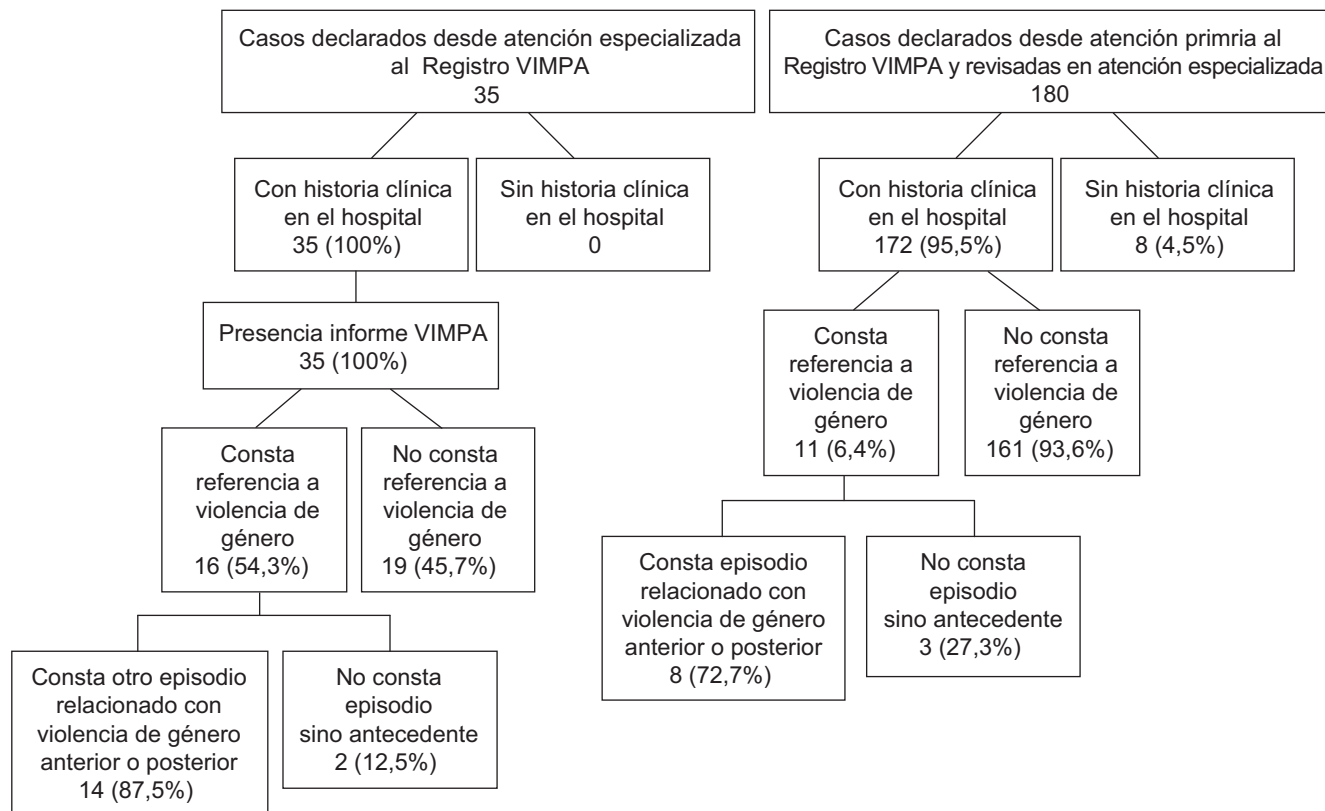 Casos declarados desde atención especializada
al Registro VIMPA
35
Casos declarados desde atención primria al
Registro VIMPA y revisadas en atención especializada
180
Con historia clínica
en el hospital
35 (100%)
Sin historia clínica
en el hospital
0
Con historia clínica
en el hospital
172 (95,5%)
Sin historia clínica
en el hospital
8 (4,5%)
Presencia informe VIMPA
35 (100%)
Consta
referencia a
violencia de
género
11 (6,4%)
No consta
referencia a
violencia de
género
161 (93,6%)
Consta
referencia a
violencia de
género
16 (54,3%)
No consta
referencia a
violencia de
género
19 (45,7%)
Consta episodio
relacionado con
violencia de género
anterior o posterior
8 (72,7%)
No consta
episodio
sino antecedente
3 (27,3%)
Consta otro episodio
relacionado con
violencia de género
anterior o posterior
14 (87,5%)
No consta
episodio
sino antecedente
2 (12,5%)